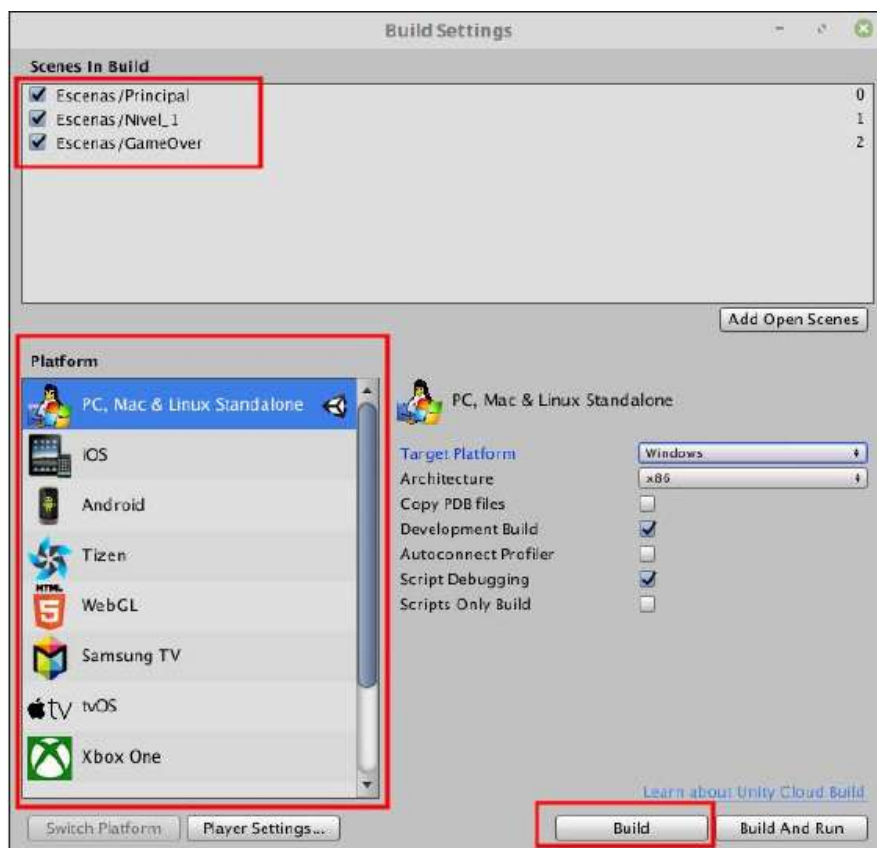 Build Settings
Scenes In Build
Escenas/Principal 0
Escenas/Nivel_1 1
Escenas/GameOver 2
Add Open Scenes
Platform
PC, Mac & Linux Standalone
iOS
Android
Tizen
HTML
5
WebGL
Samsung TV
tv tvOS
Xbox One
PC, Mac & Linux Standalone
Target Platform Windows
Architecture x86
Copy PDB files
Development Build
Autoconnect Profiler
Script Debugging
Scripts Only Build
Learn about Unity Cloud Build
Switch Platform Player Settings... Build Build And Run